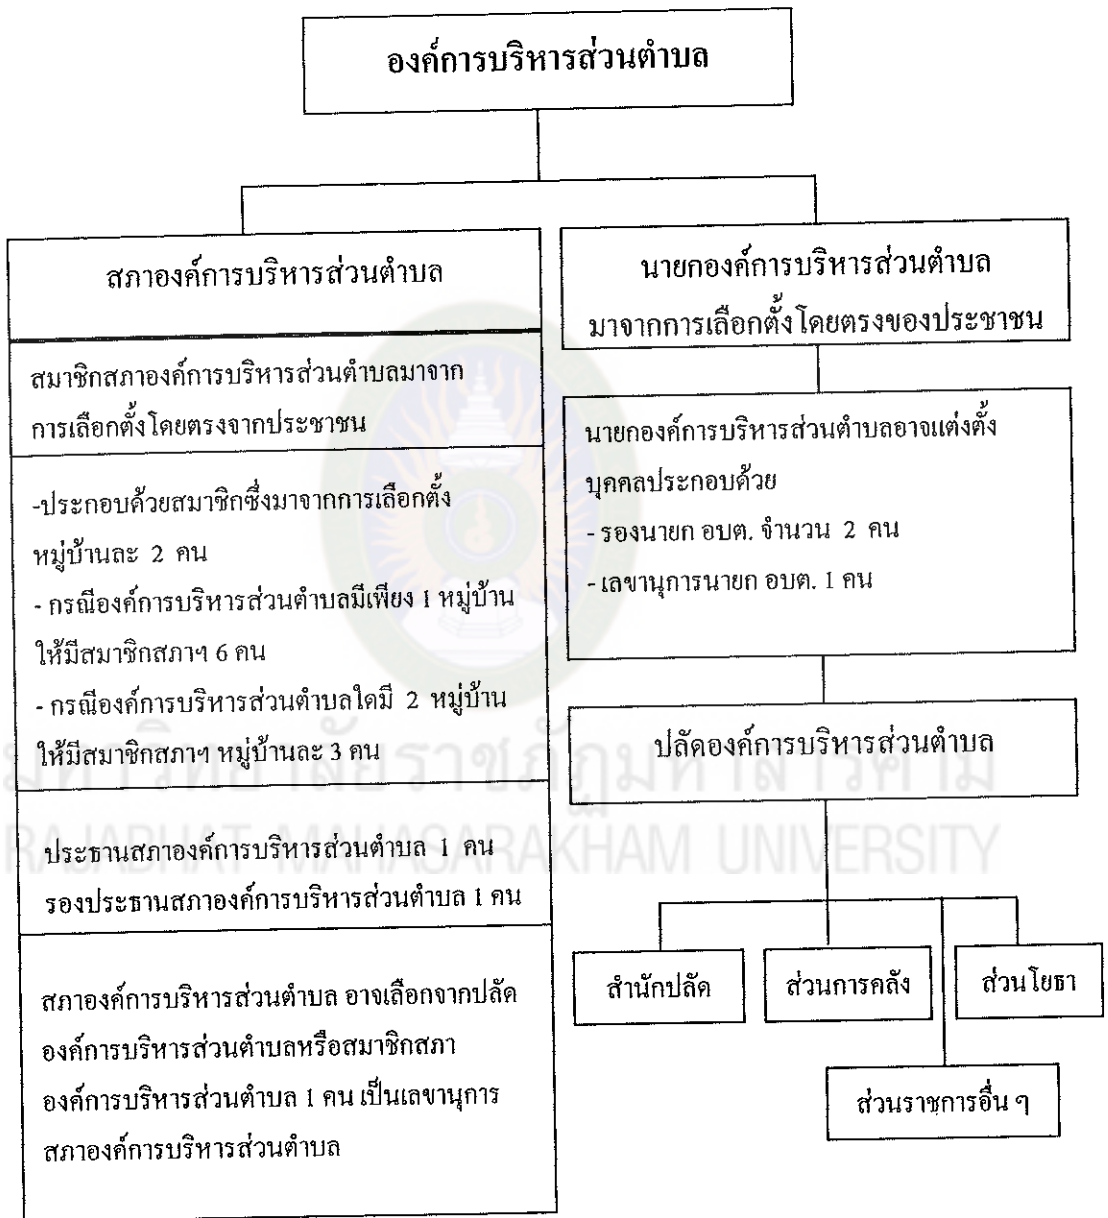 องค์การบริหารส่วนตำบล
สภาองค์การบริหารส่วนตำบล
สมาชิกสภาองค์การบริหารส่วนตำบลมาจาก
การเลือกตั้งโดยตรงจากประชาชน
-ประกอบด้วยสมาชิกซึ่งมาจากการเลือกตั้ง
หมู่บ้านละ 2 คน
- กรณีองค์การบริหารส่วนตำบลมีเพียง 1 หมู่บ้าน
ให้มีสมาชิกสภาฯ 6 คน
- กรณีองค์การบริหารส่วนตำบลใดมี 2 หมู่บ้าน
ให้มีสมาชิกสภาฯ หมู่บ้านละ 3 คน
ประธานสภาองค์การบริหารส่วนตำบล 1 คน
รองประธานสภาองค์การบริหารส่วนตำบล 1 คน
สภาองค์การบริหารส่วนตำบล อาจเลือกจากปลัด
องค์การบริหารส่วนตำบลหรือสมาชิกสภา
องค์การบริหารส่วนตำบล 1 คน เป็นเลขานุการ
สภาองค์การบริหารส่วนตำบล
นายกองค์การบริหารส่วนตำบล
มาจากการเลือกตั้งโดยตรงของประชาชน
นายกองค์การบริหารส่วนตำบลอาจแต่งตั้ง
บุคคลประกอบด้วย
- รองนายก อบต. จำนวน 2 คน
- เลขานุการนายก อบต. 1 คน
ปลัดองค์การบริหารส่วนตำบล
สำนักปลัด
ส่วนการคลัง
ส่วนโยธา
ส่วนราชการอื่น ๆ
มหาวิทยาลัยราชภัฏมหาสารคาม
RAJABHAT MAHASARAKHAM UNIVERSITY